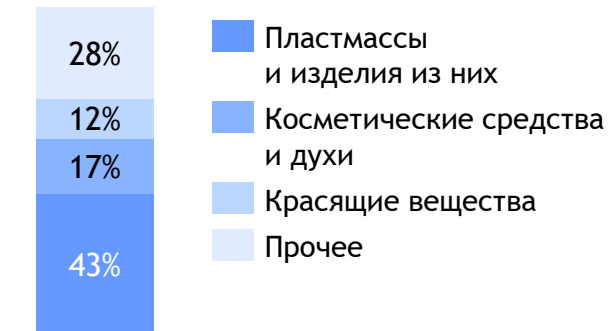 28%
12%
17%
43%
Пластмассы
и изделия из них
Косметические средства
и духи
Красящие вещества
Прочее